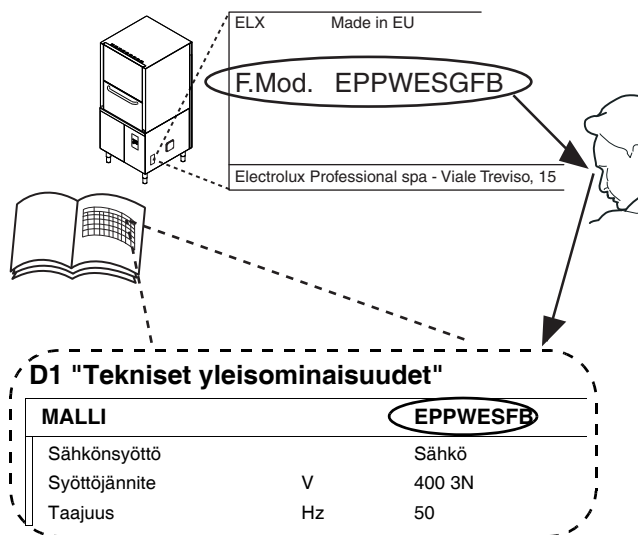 ELX Made in EU
F.Mod. EPPWESGFB
Electrolux Professional spa - Viale Treviso, 15
D1 "Tekniset yleisominaisuudet"
MALLI EPPWESFB
Sähkönsyöttö Sähkö
Syöttöjännite V 400 3N
Taajuus Hz 50